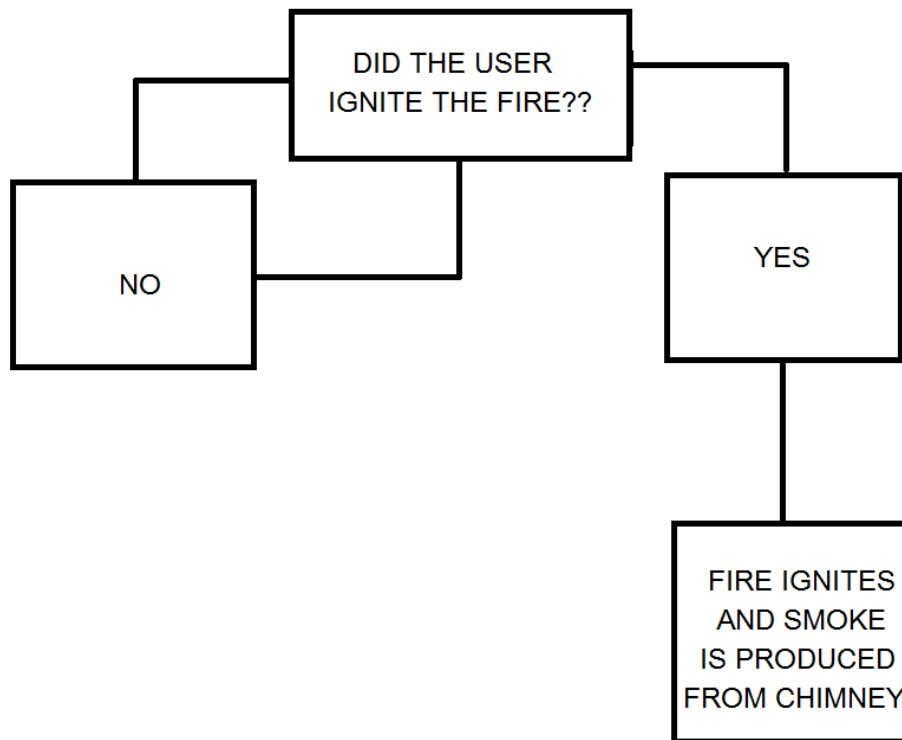 DID THE USER
IGNITE THE FIRE??
NO
YES
FIRE IGNITES
AND SMOKE
IS PRODUCED
FROM CHIMNEY